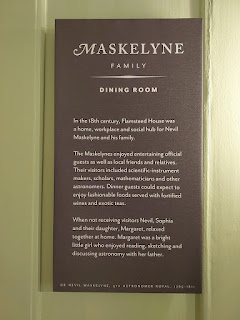 MASKELYNE
FAMILY
DINING ROOM
In the 18th century, Flamsteed House was
a home, workplace and social hub for Nevil
Maskelyne and his family.
The Maskelynes enjoyed entertaining official
guests as well as local friends and relatives.
Their visitors included scientific-instrument
makers, scholars, mathematicians and other
astronomers. Dinner guests could expect to
enjoy fashionable foods served with fortified
wines and exotic teas.
When not receiving visitors Nevil, Sophia
and their daughter, Margaret, relaxed
together at home. Margaret was a bright
little girl who enjoyed reading, sketching and
discussing astronomy with her father.
DR NEVIL MASKELYNE, 5TH ASTRONOMER ROYAL, 1765–1811